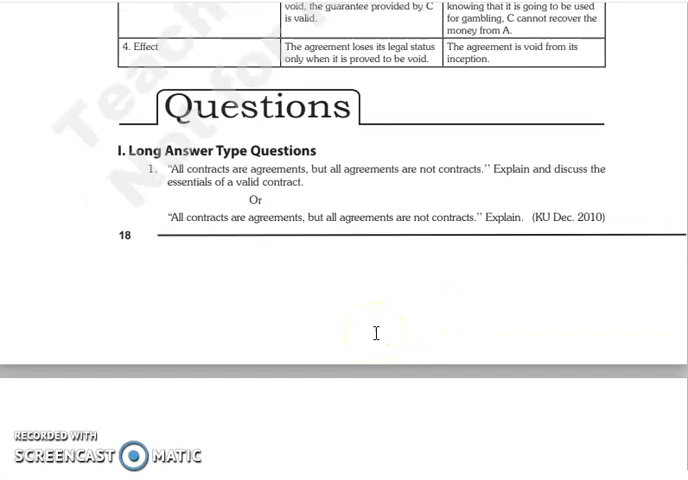 void, the guarantee provided by C
is valid.
knowing that it is going to be used
for gambling, C cannot recover the
money from A.
4. Effect
The agreement loses its legal status
only when it is proved to be void.
The agreement is void from its
inception.
Questions
I. Long Answer Type Questions
1. “All contracts are agreements, but all agreements are not contracts.” Explain and discuss the
essentials of a valid contract.
Or
“All contracts are agreements, but all agreements are not contracts.” Explain. (KU Dec. 2010)
18
RECORDED WITH
SCREENCAST MATIC